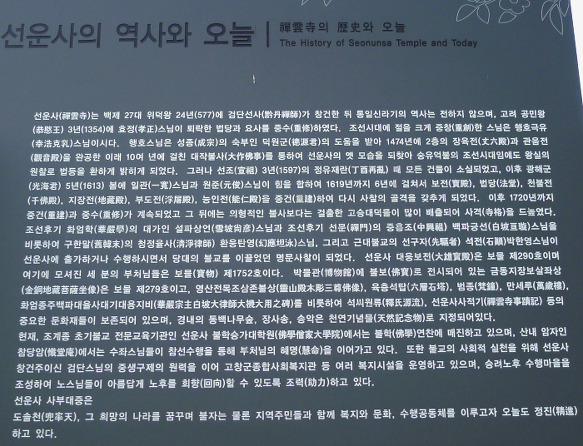 선운사의 역사와 오늘 | 禪雲寺의 歷史와 오늘
The History of Seonunsa Temple and Today
선운사(禪雲寺)는 백제 27대 위덕왕 24년(577)에 검단선사(黔丹禪師)가 창건한 뒤 통일신라기의 역사는 전하지 않으며, 고려 공민왕
(恭愍王) 3년(1354)에 효정(孝正)스님이 퇴락한 법당과 요사를 중수(重修)하였다. 조선시대에 절을 크게 중창(重創)한 스님은 행호극유
(幸浩克乳)스님이시다. 행호스님은 성종(成宗)의 숙부인 덕원군(德源君)의 도움을 받아 1474년에 2층의 장육전(丈六殿)과 관음전
(觀音殿)을 완공한 이래 10여 년에 걸친 대작불사(大作佛事)를 통하여 선운사의 옛 모습을 되찾아 숭유억불의 조선시대임에도 왕실의
원찰로 법등을 환하게 밝히게 되었다. 그러나 선조(宣祖) 3년(1597)의 정유재란(丁酉再亂) 때 모든 건물이 소실되었고, 이후 광해군
(光海君) 5년(1613) 봄에 일관(一寬)스님과 원준(元俊)스님이 힘을 합하여 1619년까지 6년에 걸쳐서 보전(寶殿), 법당(法堂), 천불전
(千佛殿), 지장전(地藏殿), 부도전(浮屠殿), 능인전(能仁殿)을 중건(重建)하여 다시 사찰의 골격을 갖추게 되었다. 이후 1720년까지
중건(重建)과 중수(重修)가 계속되었고 그 뒤에는 의형적인 불사보다는 걸출한 고승대덕들이 많이 배출되어 사격(寺格)을 드높였다.
조선후기 화엄학(華嚴學)의 대가인 설파상언(雪坡尙彦)스님과 조선후기 선문(禪門)의 중흥조(中興祖) 백파긍선(白坡亘璇)스님을
비롯하여 구한말(舊韓末)의 청정율사(淸淨律師) 환응탄영(幻應坦泳)스님, 그리고 근대불교의 선구자(先驅者) 석전(石顚)박한영스님이
선운사에 출가하거나 수행하시면서 당대의 불교를 이끌었던 명문사찰이 되었다. 선운사 대웅보전(大雄寶殿)은 보물 제290호이며
여기에 모셔진 세 분의 부처님들은 보물(寶物) 제1752호이다. 박물관(博物館)에 불보(佛寶)로 전시되어 있는 금동지장보살좌상
(金銅地藏菩薩坐像)은 보물 제279호이고, 영산전목조삼존불상(靈山殿木彫三尊佛像), 육층석탑(六層石塔), 범종(梵鐘), 만세루(萬歲樓),
화엄종주백파대율사대기대용지비(華嚴宗主白坡大律師大機大用之碑)를 비롯하여 석씨원류(釋氏源流), 선운사사적기(禪雲寺事蹟記) 등의
중요한 문화재들이 보존되어 있으며, 경내의 동백나무숲, 장사송, 송악은 천연기념물(天然記念物)로 지정되어있다.
현재, 조계종 초기불교 전문교육기관인 선운사 불학승가대학원(佛學僧家大學院)에서는 불학(佛學)연찬에 매진하고 있으며, 산내 암자인
참당암(懺堂庵)에서는 수좌스님들이 참선수행을 통해 부처님의 혜명(慧命)을 이어가고 있다. 또한 불교의 사회적 실천을 위해 선운사
창건주이신 검단스님의 중생구제의 원력을 이어 고창군종합사회복지관 등 여러 복지시설을 운영하고 있으며, 승려노후 수행마을을
조성하여 노스님들이 아름답게 노후를 회향(回向)할 수 있도록 조력(助力)하고 있다.
선운사 사부대중은
도솔천(兜率天), 그 희망의 나라를 꿈꾸며 불자는 물론 지역주민들과 함께 복지와 문화, 수행공동체를 이루고자 오늘도 정진(精進)
하고 있다.